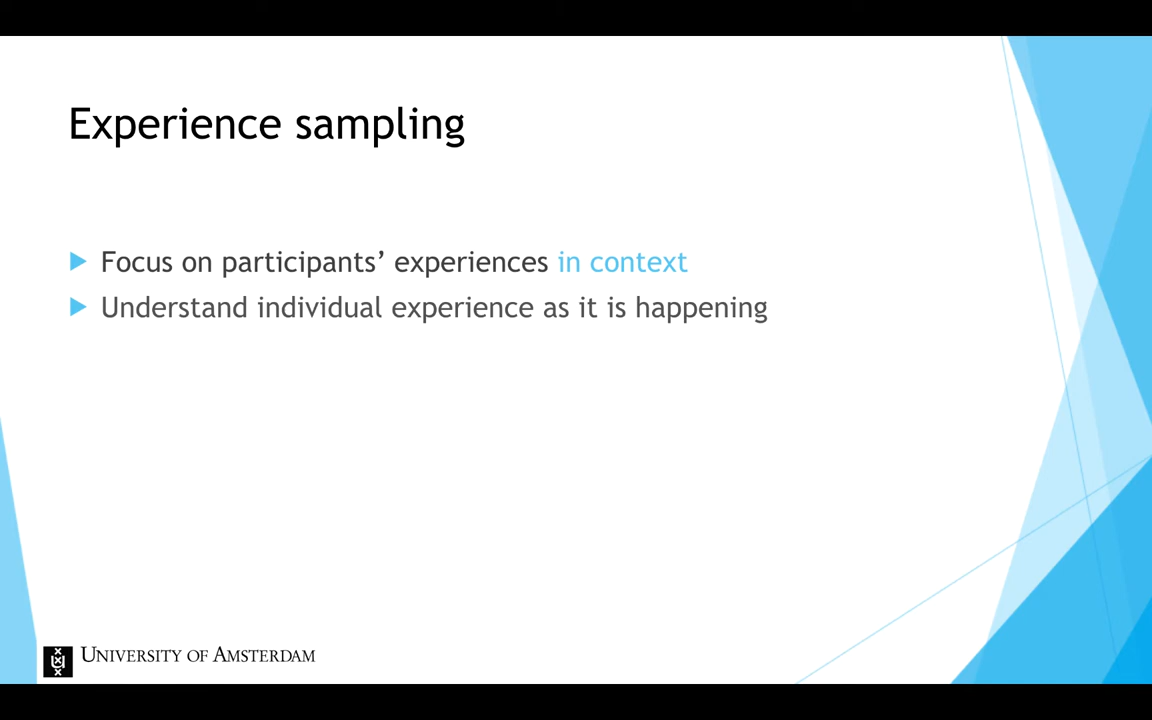 Experience sampling
Focus on participants’ experiences in context
Understand individual experience as it is happening
UNIVERSITY OF AMSTERDAM